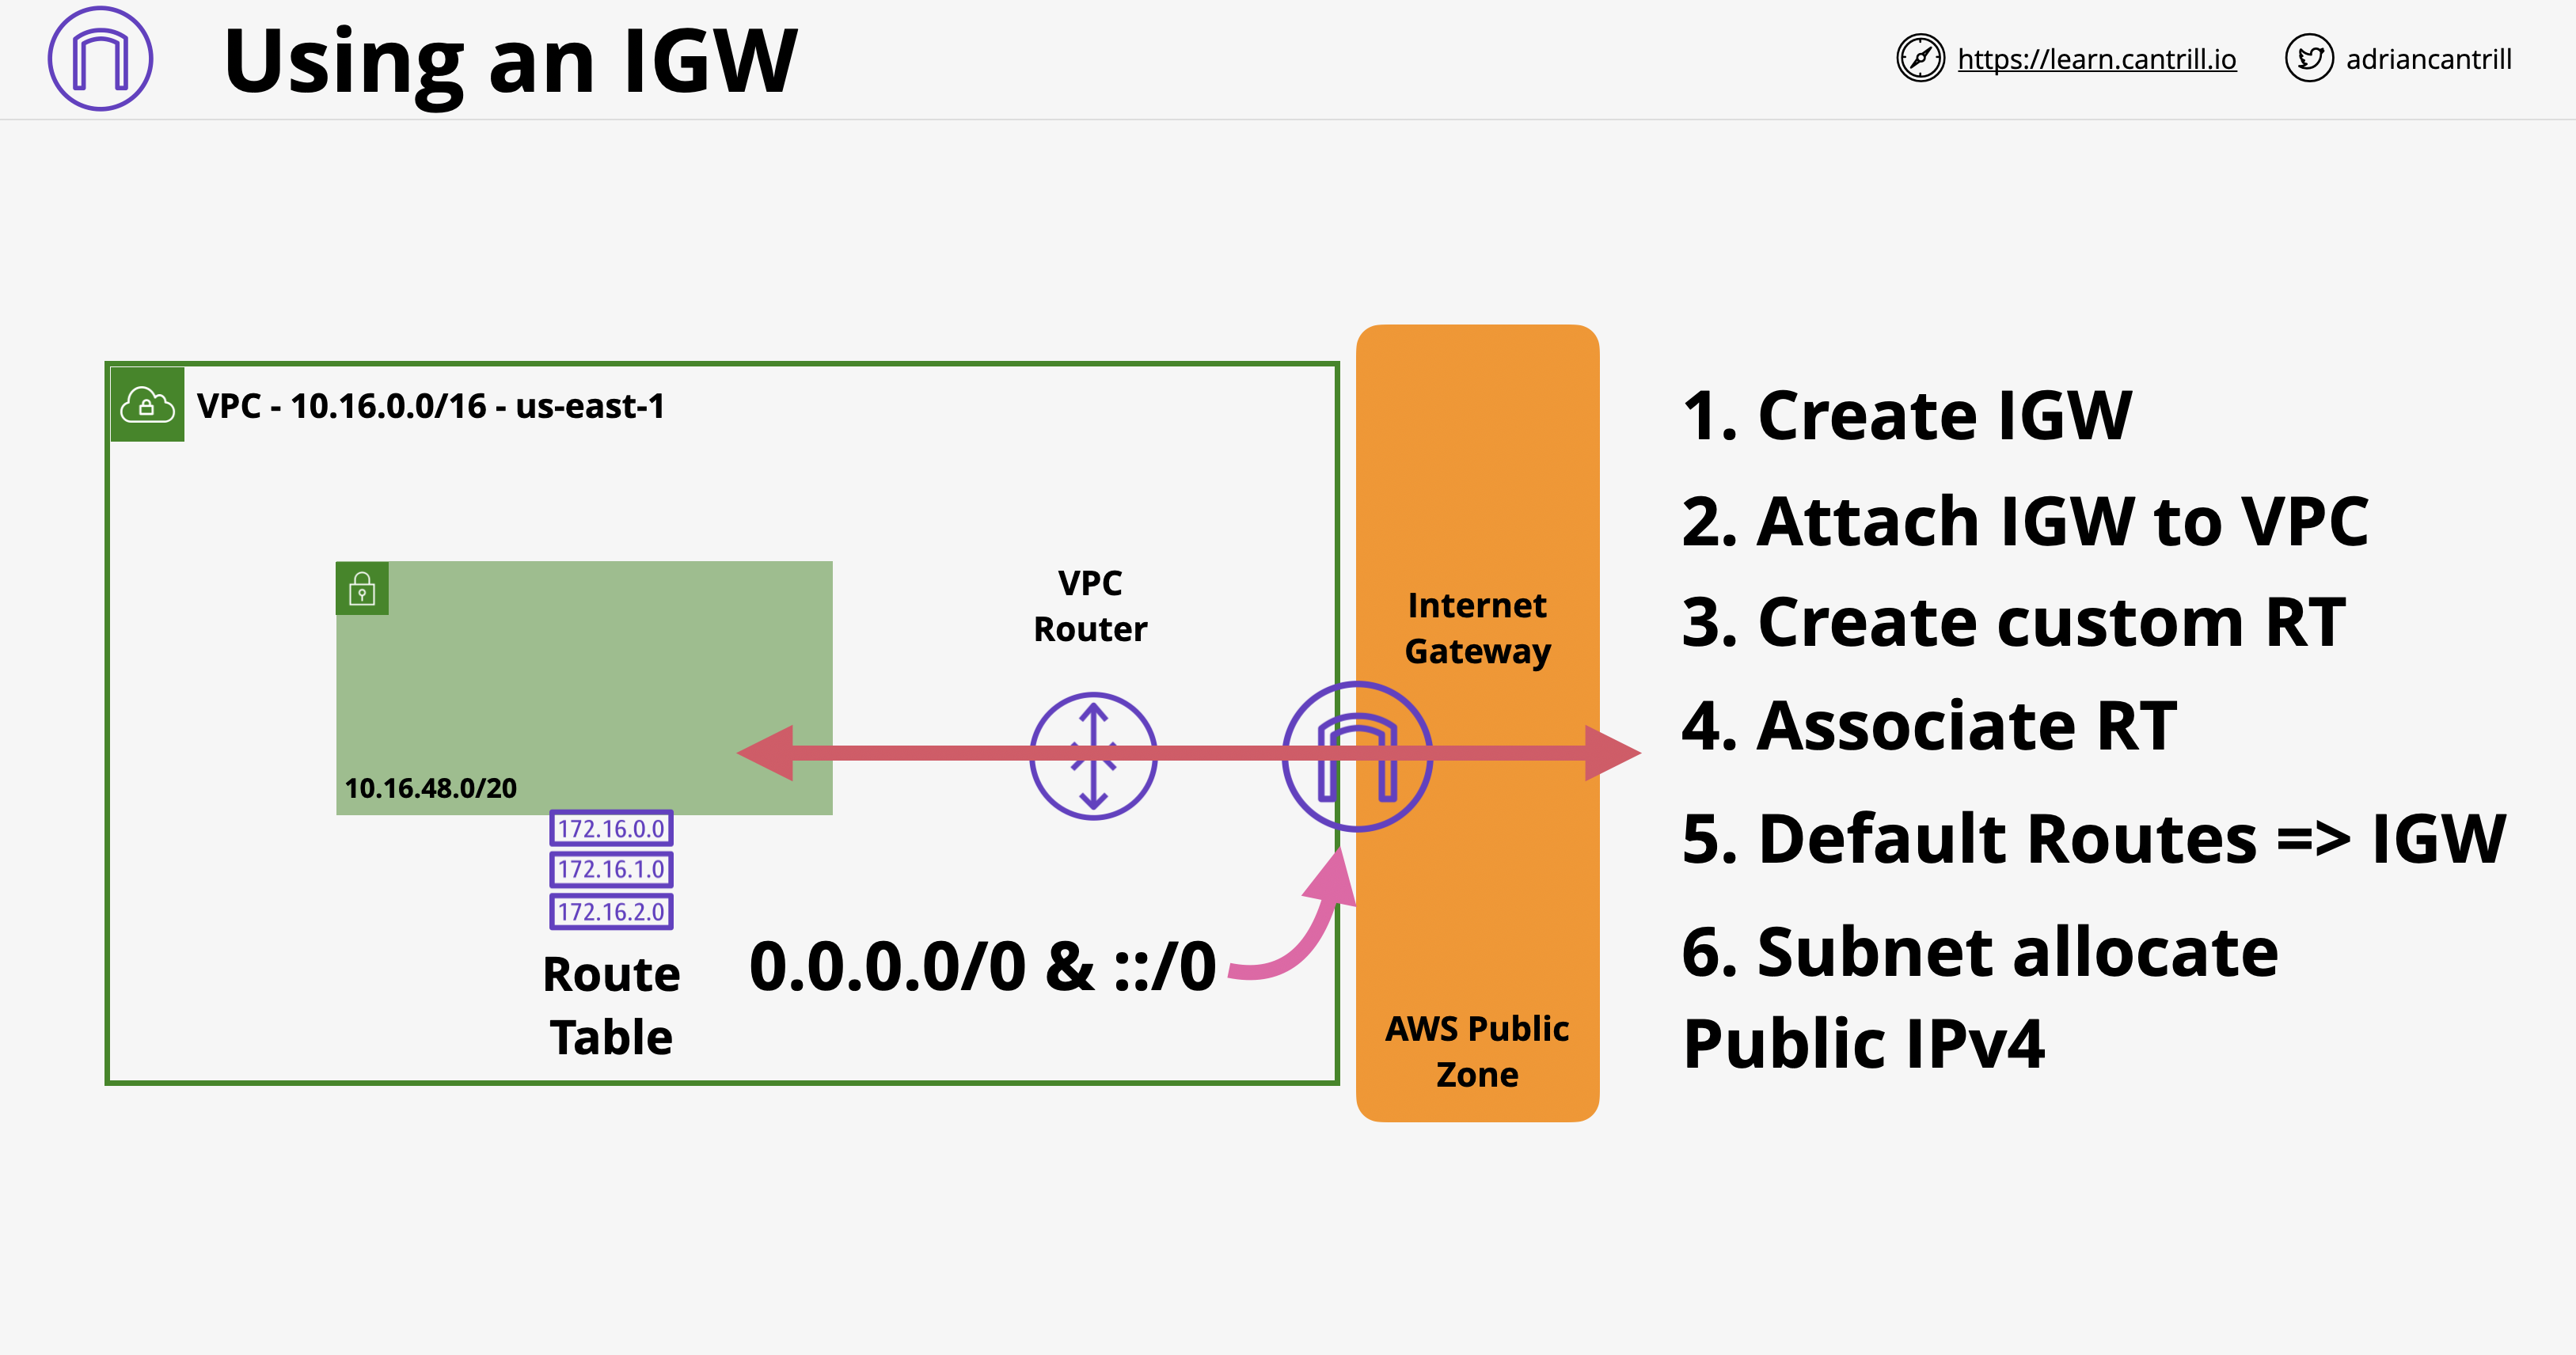 Using an IGW
https://learn.cantrill.io
adriancantrill
VPC - 10.16.0.0/16 - us-east-1
10.16.48.0/20
172.16.0.0
172.16.1.0
172.16.2.0
Route
Table
VPC
Router
0.0.0.0/0 & ::/0
Internet
Gateway
AWS Public
Zone
1. Create IGW
2. Attach IGW to VPC
3. Create custom RT
4. Associate RT
5. Default Routes => IGW
6. Subnet allocate
Public IPv4